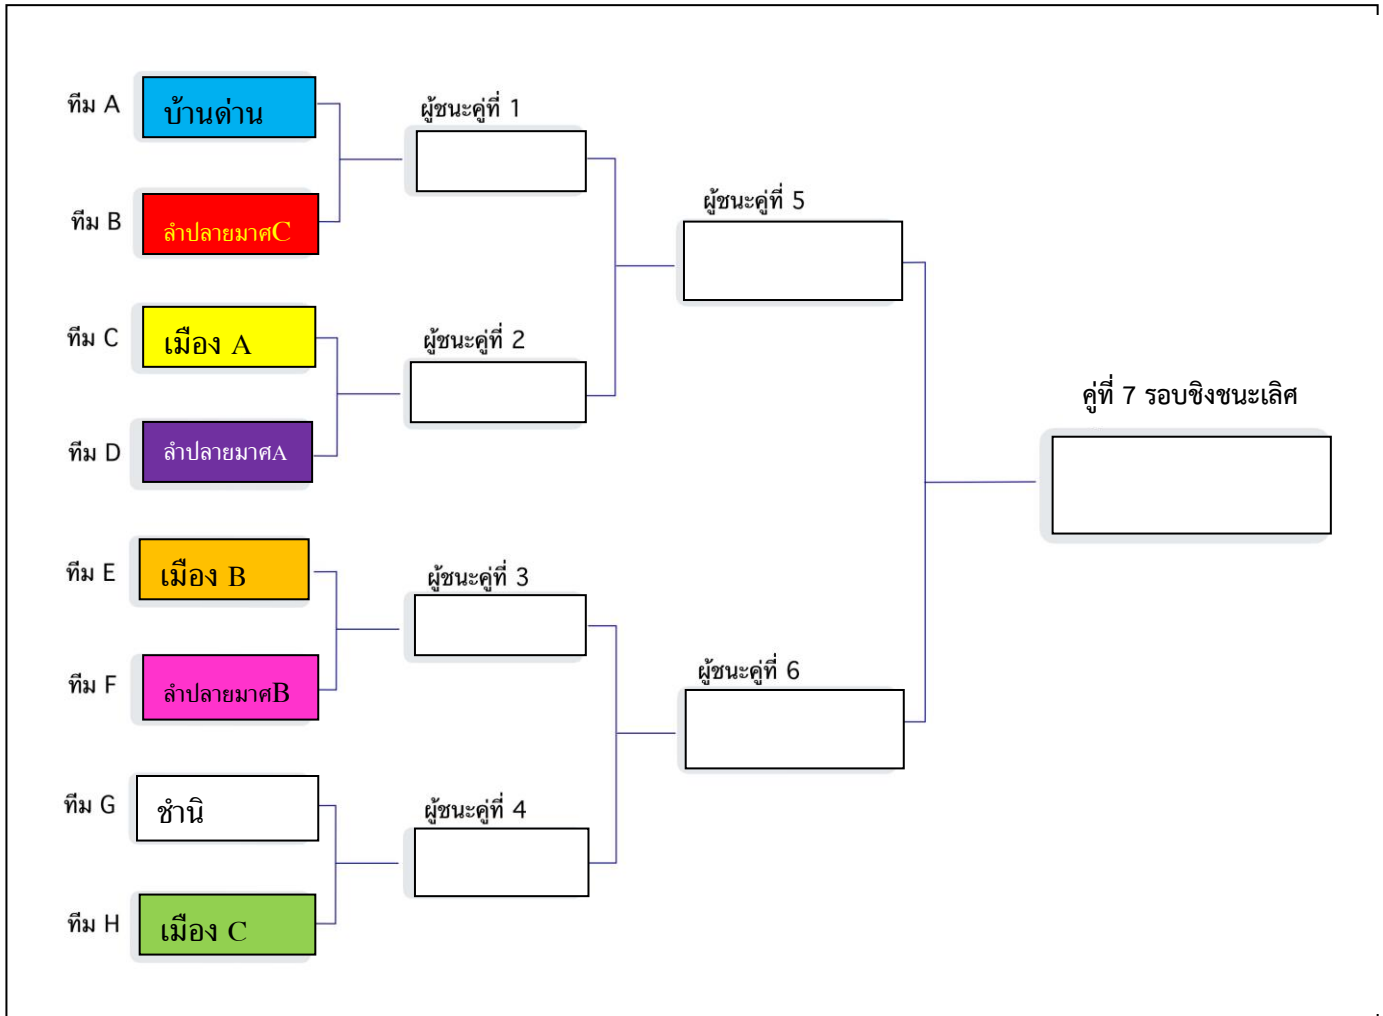 ทีม A
บ้านด่าน
ผู้ชนะคู่ที่ 1
ทีม B
ลำปลายมาศC
ผู้ชนะคู่ที่ 5
ทีม C
เมือง A
ผู้ชนะคู่ที่ 2
ทีม D
ลำปลายมาศA
คู่ที่ 7 รอบชิงชนะเลิศ
ทีม E
เมือง B
ผู้ชนะคู่ที่ 3
ทีม F
ลำปลายมาศB
ผู้ชนะคู่ที่ 6
ทีม G
ชำนิ
ผู้ชนะคู่ที่ 4
ทีม H
เมือง C